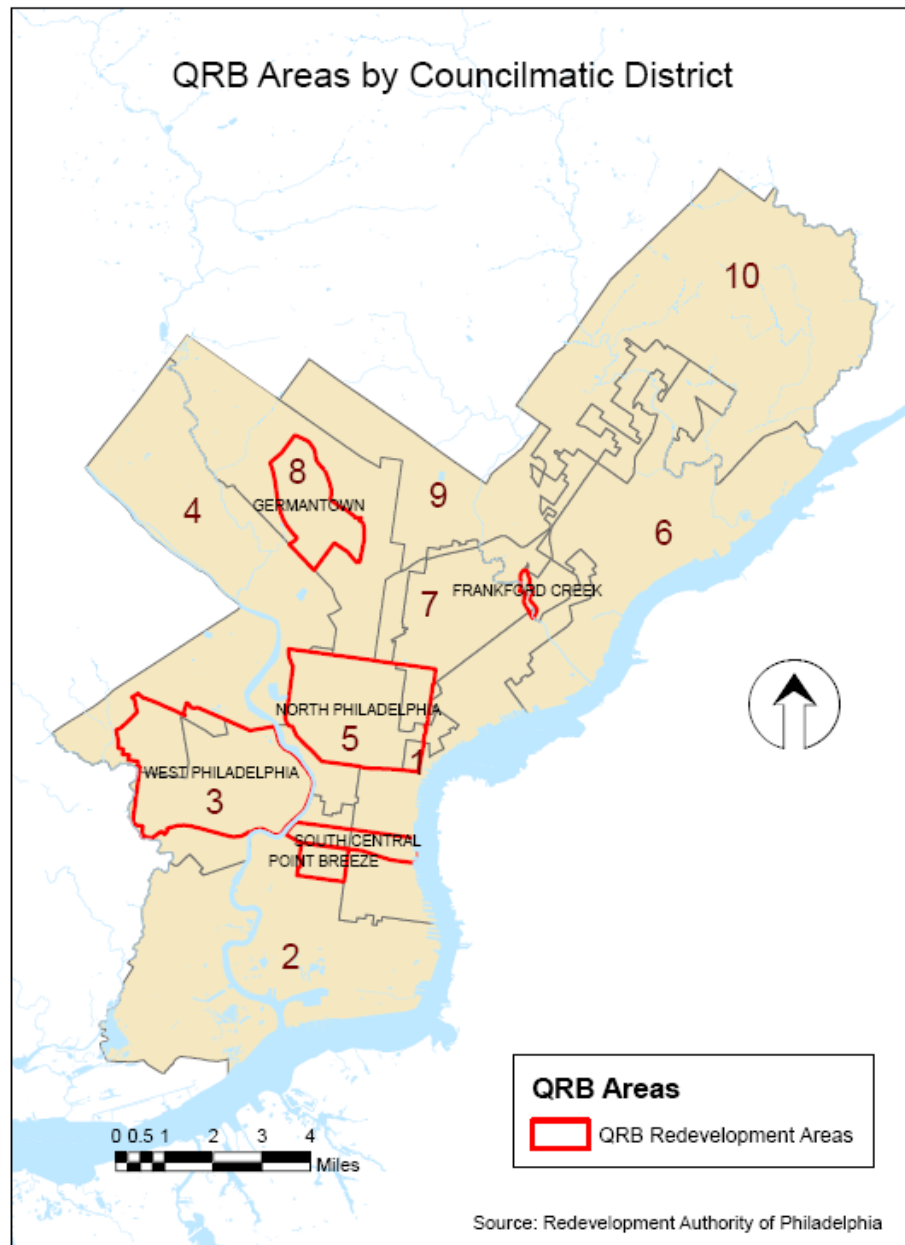 QRB Areas by Councilmatic District
10
8
GERMANTOWN
4
9
6
7
FRANKFORD CREEK
NORTH PHILADELPHIA
5
1
WEST PHILADELPHIA
3
SOUTH CENTRAL
POINT BREEZE
2
QRB Areas
QRB Redevelopment Areas
0 0.5 1 2 3 4
Miles
Source: Redevelopment Authority of Philadelphia